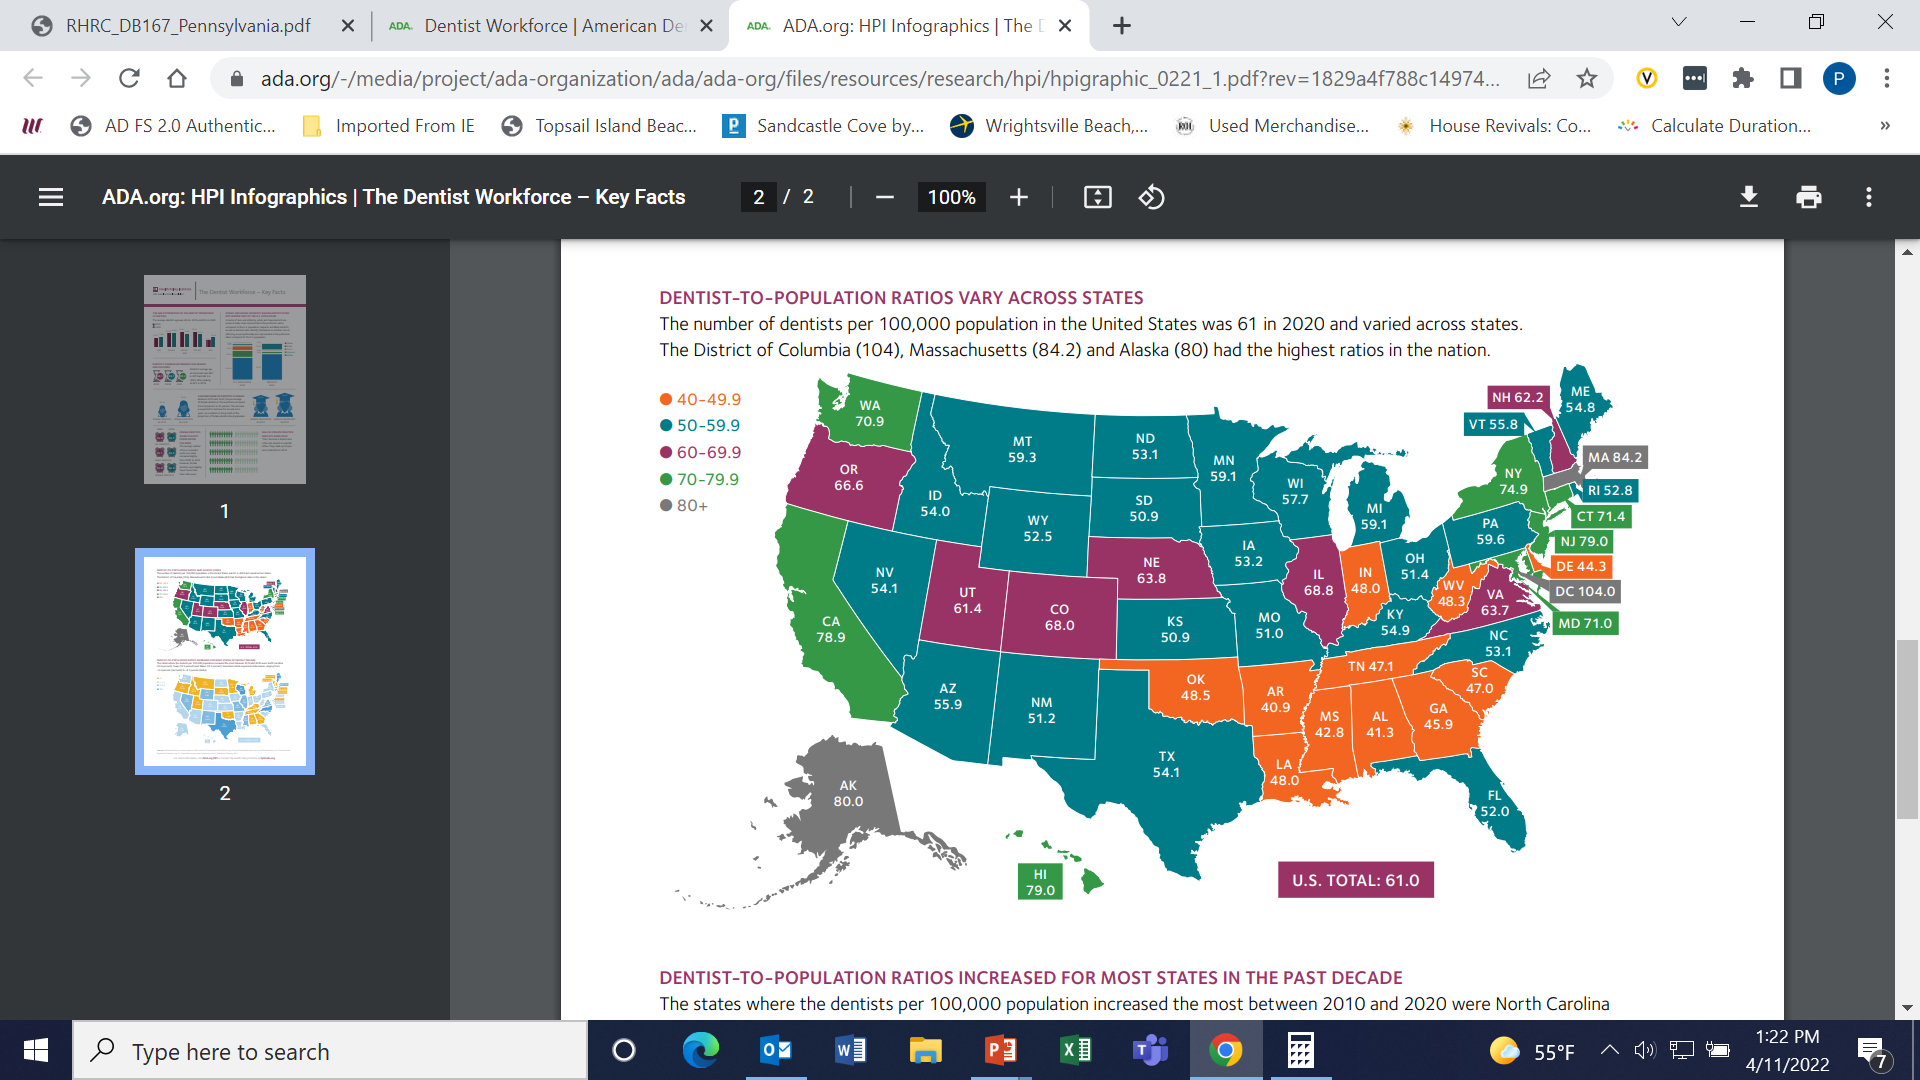 RHRC_DB167_Pennsylvania.pdf
ADA. Dentist Workforce | American De
ADA. ADA.org: HPI Infographics | The D
ada.org/-/media/project/ada-organization/ada/ada-org/files/resources/research/hpi/hpigraphic_0221_1.pdf?rev=1829a4f788c14974...
P
AD FS 2.0 Authentic...
Imported From IE
Topsail Island Beac...
Sandcastle Cove by...
Wrightsville Beach,...
Used Merchandise...
House Revivals: Co...
Calculate Duration...
»
ADA.org: HPI Infographics | The Dentist Workforce – Key Facts
2 / 2
100%
1
2
DENTIST-TO-POPULATION RATIOS VARY ACROSS STATES
The number of dentists per 100,000 population in the United States was 61 in 2020 and varied across states.
The District of Columbia (104), Massachusetts (84.2) and Alaska (80) had the highest ratios in the nation.
40-49.9
50-59.9
60-69.9
70-79.9
80+
WA
70.9
OR
66.6
CA
78.9
NV
54.1
ID
54.0
MT
59.3
WY
52.5
UT
61.4
CO
68.0
AZ
55.9
NM
51.2
ND
53.1
SD
50.9
NE
63.8
KS
50.9
OK
48.5
TX
54.1
MN
59.1
IA
53.2
MO
51.0
AR
40.9
LA
48.0
WI
57.7
IL
68.8
MI
59.1
IN
48.0
OH
51.4
KY
54.9
TN 47.1
MS
42.8
AL
41.3
GA
45.9
FL
52.0
SC
47.0
NC
53.1
VA
63.7
WV
48.3
PA
59.6
NY
74.9
ME
54.8
NH 62.2
VT 55.8
MA 84.2
RI 52.8
CT 71.4
NJ 79.0
DE 44.3
DC 104.0
MD 71.0
AK
80.0
HI
79.0
U.S. TOTAL: 61.0
DENTIST-TO-POPULATION RATIOS INCREASED FOR MOST STATES IN THE PAST DECADE
The states where the dentists per 100,000 population increased the most between 2010 and 2020 were North Carolina
Type here to search
55°F
1:22 PM
4/11/2022
7